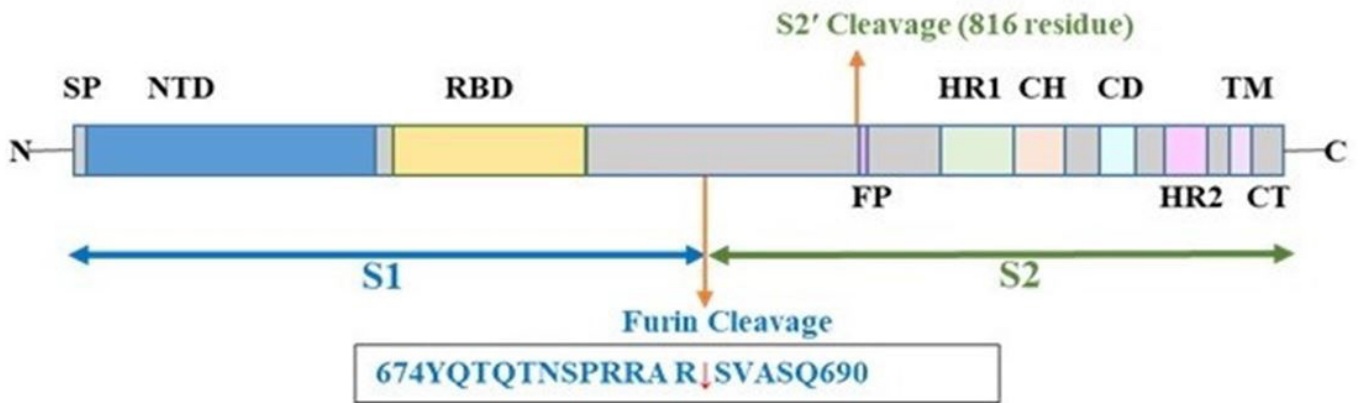 S2′ Cleavage (816 residue)
SP NTD RBD HR1 CH CD TM
N C
FP HR2 CT
S1 S2
Furin Cleavage
674YQTQTNSPRRA R↓SVASQ690